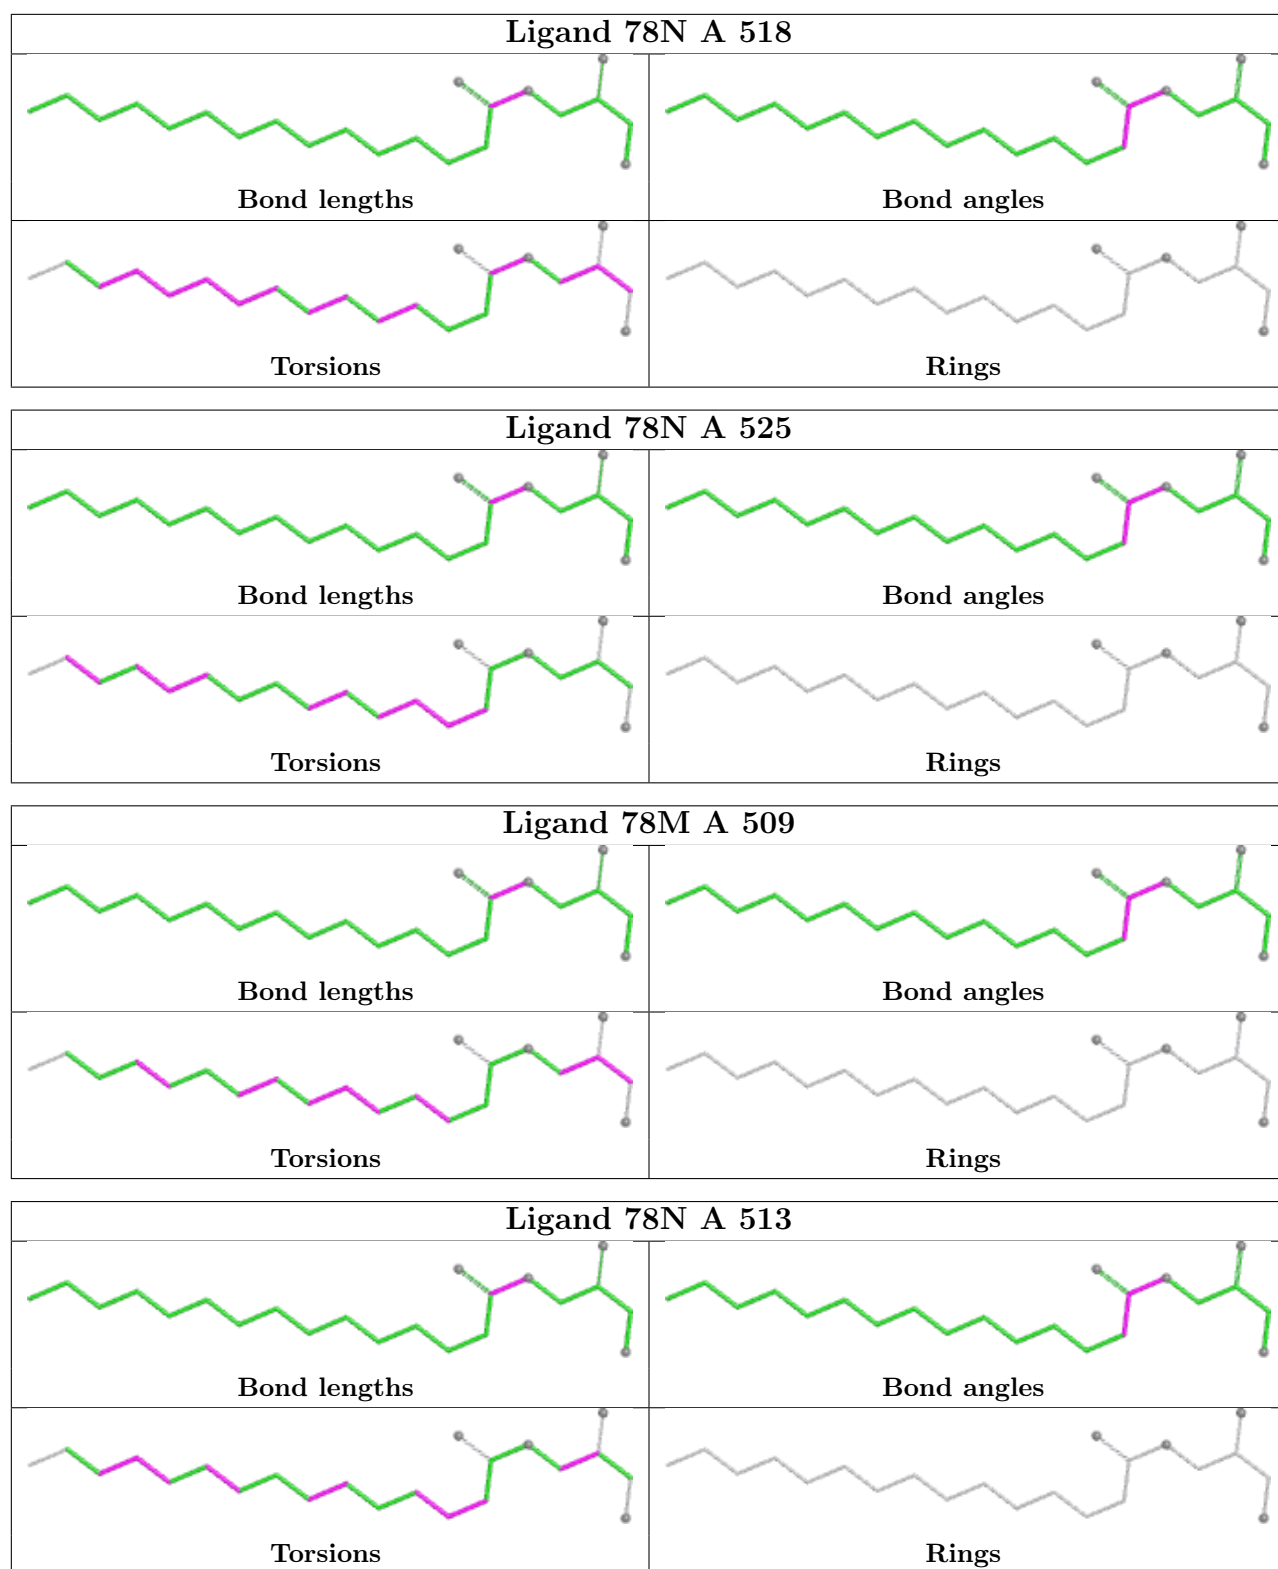 Ligand 78N A 518
Bond lengths
Bond angles
Torsions
Rings
Ligand 78N A 525
Bond lengths
Bond angles
Torsions
Rings
Ligand 78M A 509
Bond lengths
Bond angles
Torsions
Rings
Ligand 78N A 513
Bond lengths
Bond angles
Torsions
Rings